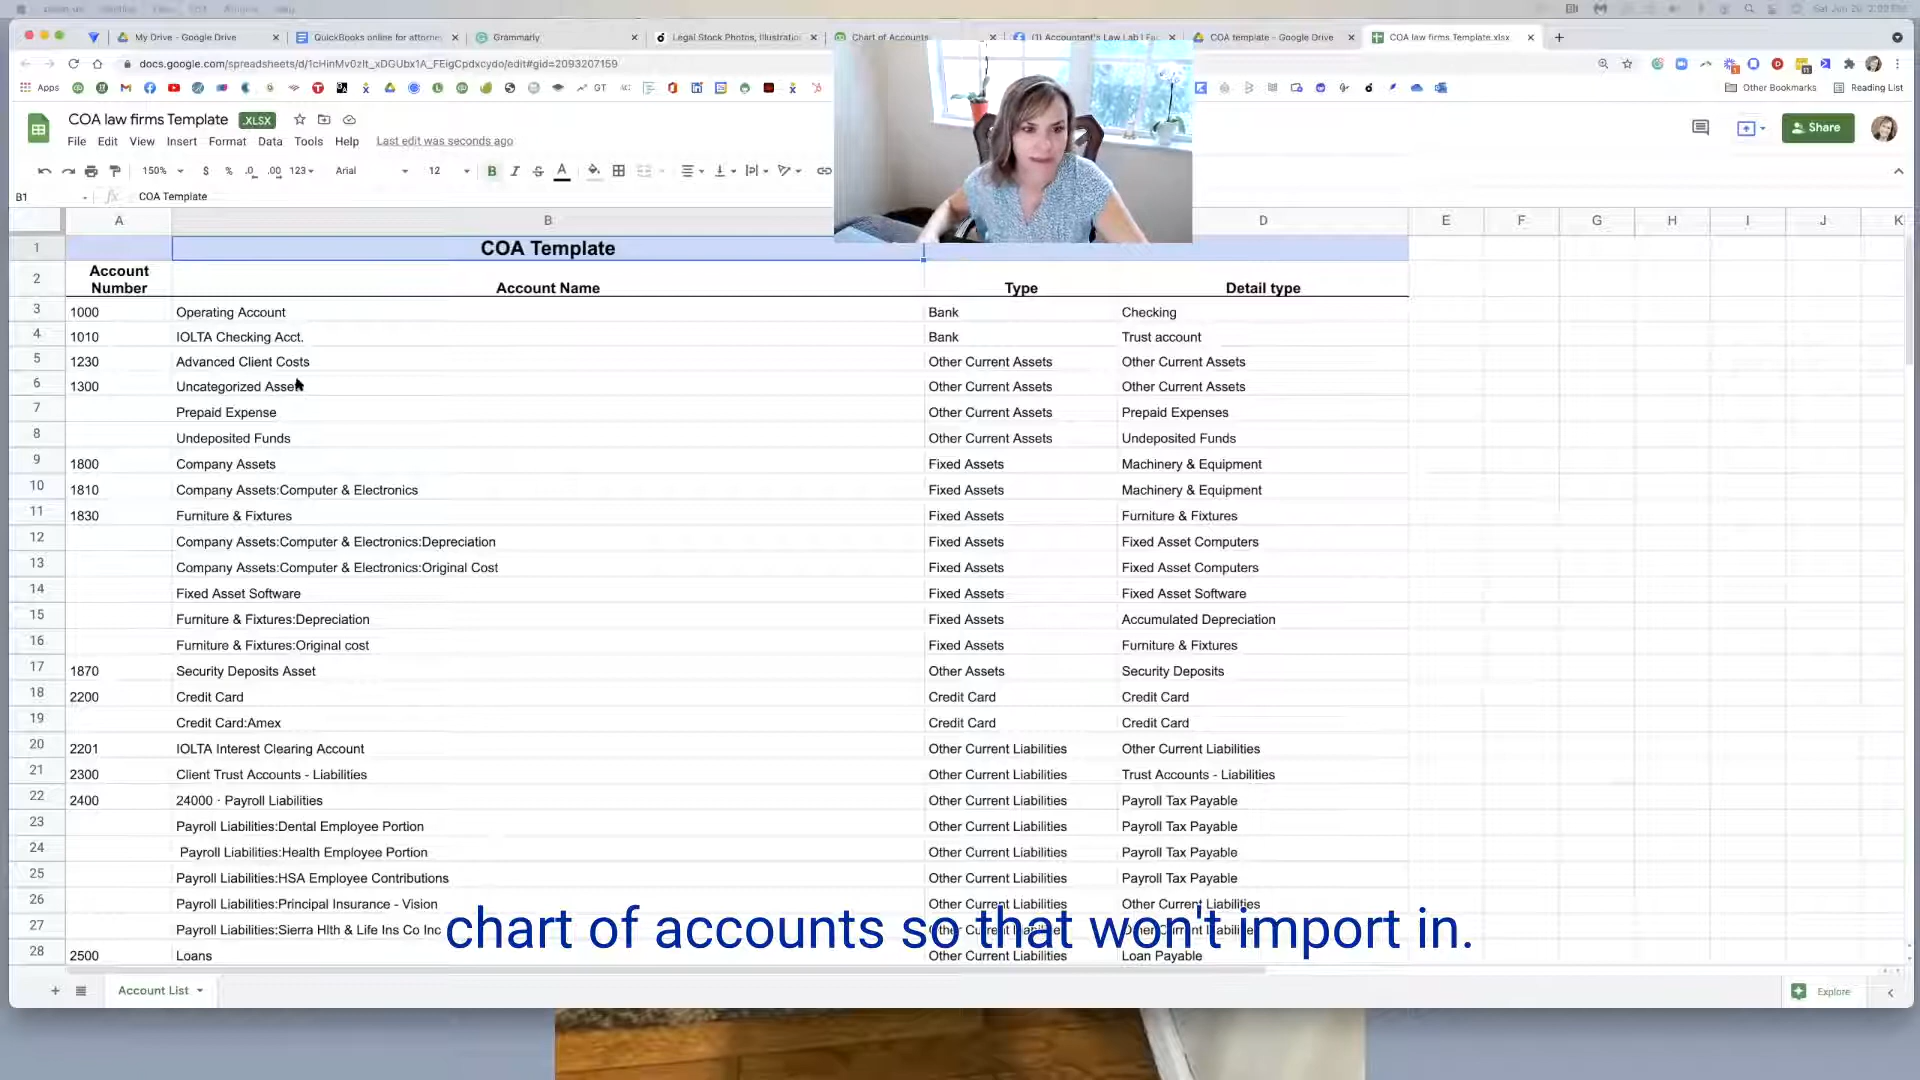 My Drive - Google Drive
QuickBooks online for attorne
Grammarly
Legal Stock Photos, Illustratio
Chart of Accounts
(1) Accountant's Law Lab | Fac
COA template - Google Drive
COA law firms Template.xlsx
docs.google.com/spreadsheets/d/1cHinMv0zIt_xDGUbx1A_FEigCpdxcydo/edit#gid=2093207159
Apps
GT
Other Bookmarks
Reading List
COA law firms Template
.XLSX
File Edit View Insert Format Data Tools Help Last edit was seconds ago
Share
150% $ % .0 .00 123 Arial 12 B I S A
B1 fx COA Template
A B D E F G H I J K
1 COA Template
2 Account Number Account Name Type Detail type
3 1000 Operating Account Bank Checking
4 1010 IOLTA Checking Acct. Bank Trust account
5 1230 Advanced Client Costs Other Current Assets Other Current Assets
6 1300 Uncategorized Asset Other Current Assets Other Current Assets
7 Prepaid Expense Other Current Assets Prepaid Expenses
8 Undeposited Funds Other Current Assets Undeposited Funds
9 1800 Company Assets Fixed Assets Machinery & Equipment
10 1810 Company Assets:Computer & Electronics Fixed Assets Machinery & Equipment
11 1830 Furniture & Fixtures Fixed Assets Furniture & Fixtures
12 Company Assets:Computer & Electronics:Depreciation Fixed Assets Fixed Asset Computers
13 Company Assets:Computer & Electronics:Original Cost Fixed Assets Fixed Asset Computers
14 Fixed Asset Software Fixed Assets Fixed Asset Software
15 Furniture & Fixtures:Depreciation Fixed Assets Accumulated Depreciation
16 Furniture & Fixtures:Original cost Fixed Assets Furniture & Fixtures
17 1870 Security Deposits Asset Other Assets Security Deposits
18 2200 Credit Card Credit Card Credit Card
19 Credit Card:Amex Credit Card Credit Card
20 2201 IOLTA Interest Clearing Account Other Current Liabilities Other Current Liabilities
21 2300 Client Trust Accounts - Liabilities Other Current Liabilities Trust Accounts - Liabilities
22 2400 24000 · Payroll Liabilities Other Current Liabilities Payroll Tax Payable
23 Payroll Liabilities:Dental Employee Portion Other Current Liabilities Payroll Tax Payable
24 Payroll Liabilities:Health Employee Portion Other Current Liabilities Payroll Tax Payable
25 Payroll Liabilities:HSA Employee Contributions Other Current Liabilities Payroll Tax Payable
26 Payroll Liabilities:Principal Insurance - Vision Other Current Liabilities Other Current Liabilities
27 Payroll Liabilities:Sierra Hlth & Life Ins Co Inc
chart of accounts so that won't import in.
28 2500 Loans Other Current Liabilities Loan Payable
Account List
Explore